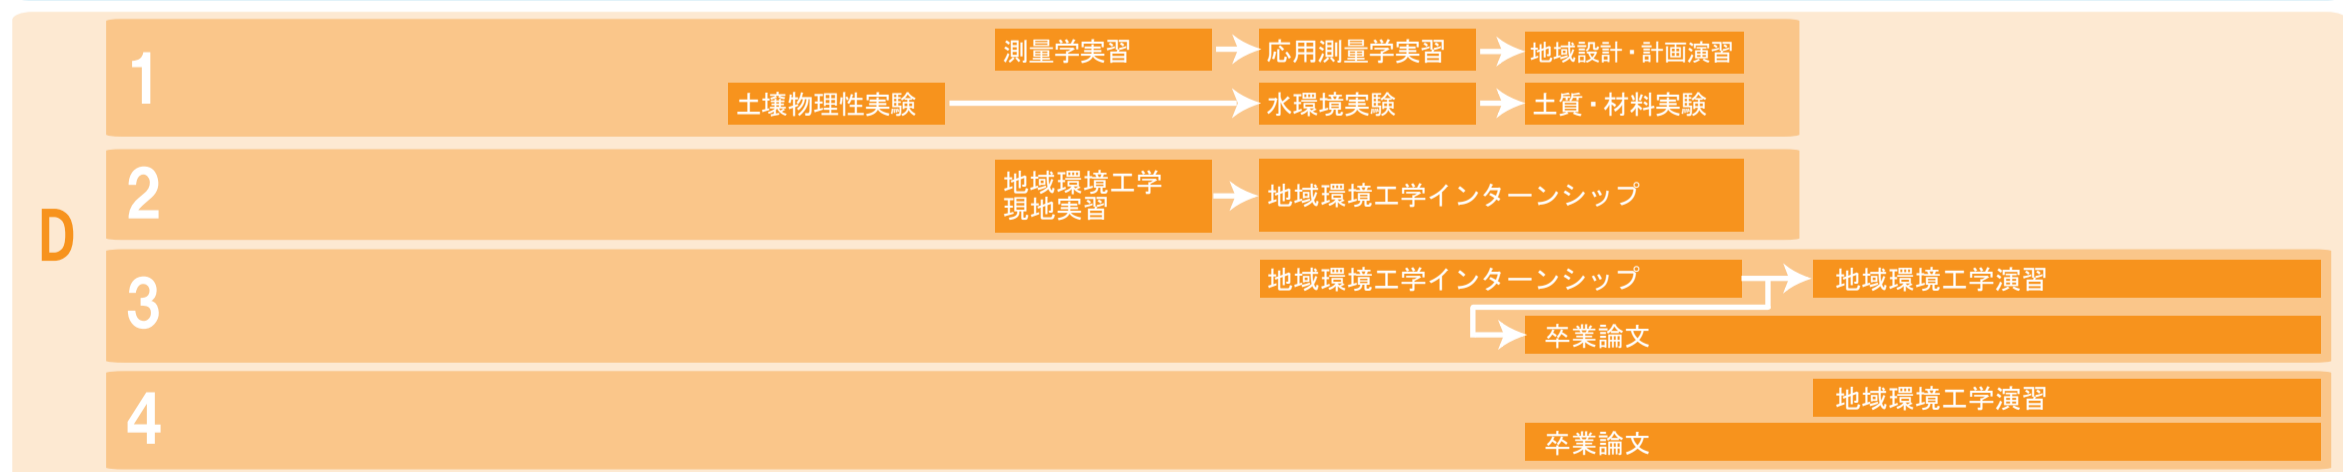 D
1
測量学実習
応用測量学実習
地域設計・計画演習
土壌物理性実験
水環境実験
土質・材料実験
2
地域環境工学
現地実習
地域環境工学インターンシップ
3
地域環境工学インターンシップ
地域環境工学演習
卒業論文
4
地域環境工学演習
卒業論文